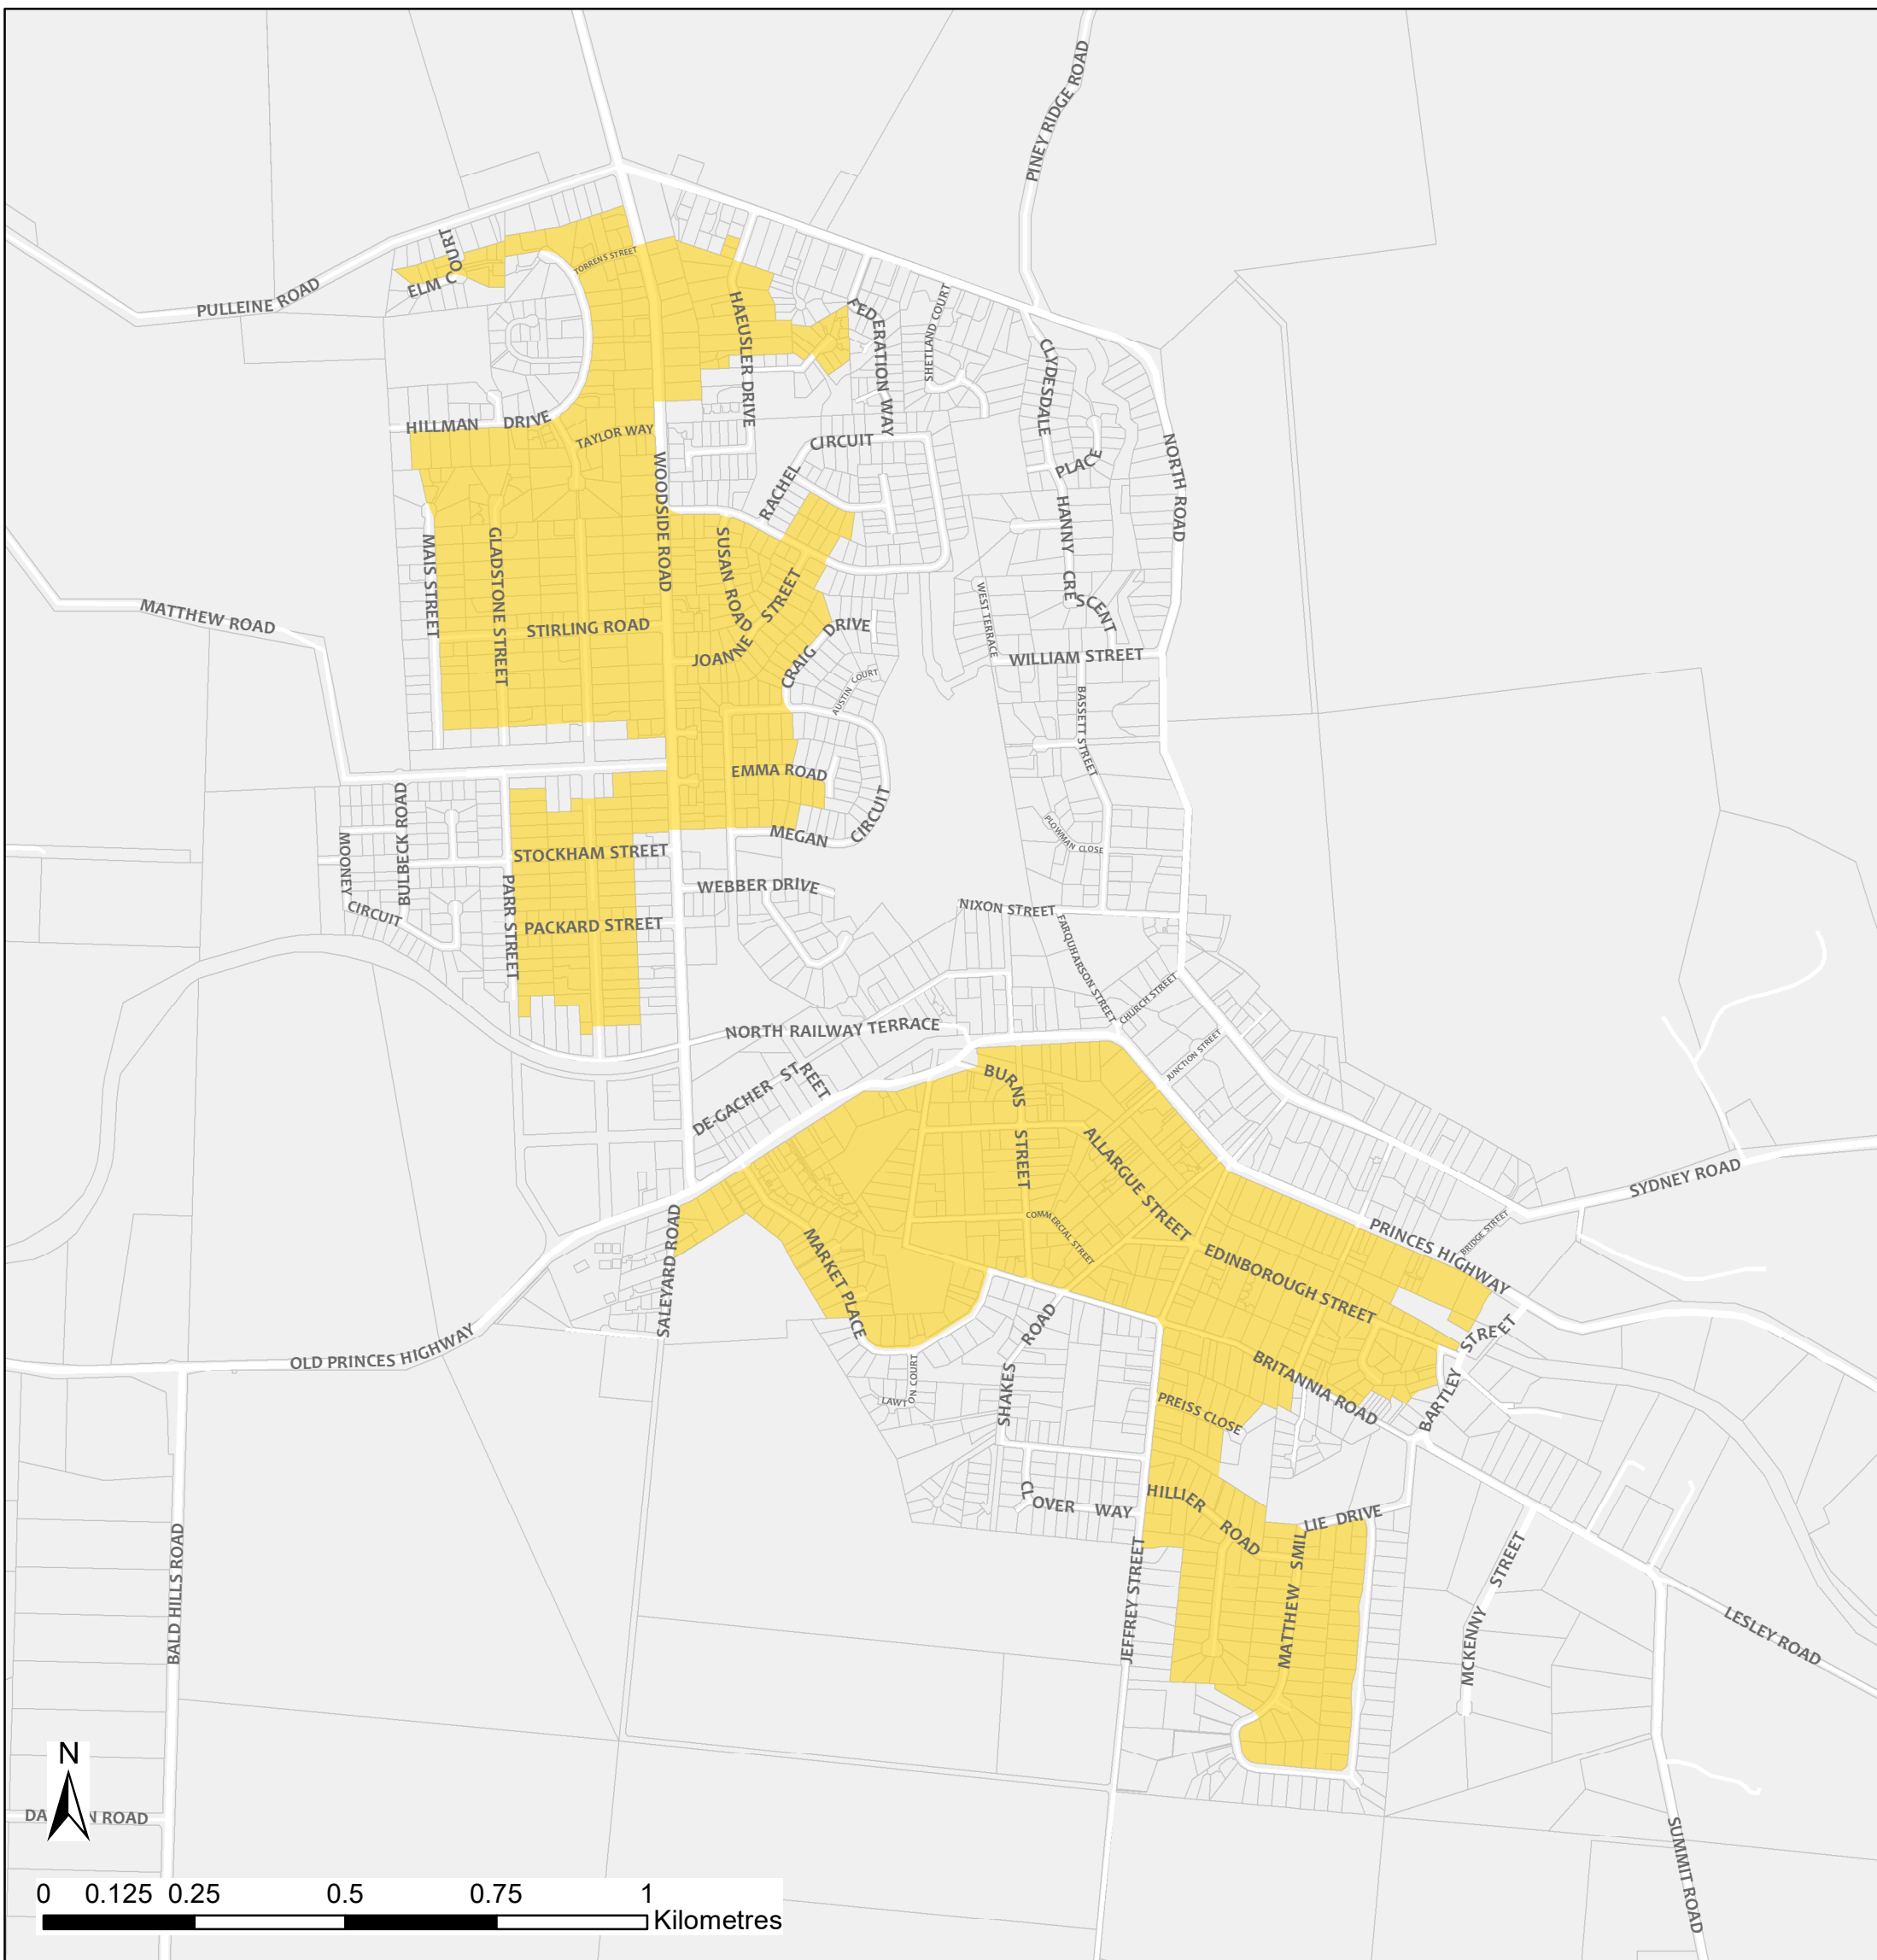 PINEY RIDGE ROAD
ELM COURT
TORRENS STREET
PULLEINE ROAD
HAEUSLER DRIVE
FEDERATION WAY
SHETLAND COURT
CLYDESDALE
PLACE
HILLMAN DRIVE
TAYLOR WAY
CIRCUIT
RACHEL
NORTH ROAD
WOODSIDE ROAD
HANNY CRESCENT
MAIS STREET
GLADSTONE STREET
SUSAN ROAD
JOANNE STREET
MATTHEW ROAD
STIRLING ROAD
CRAIG DRIVE
AUSTIN COURT
WEST TERRACE
WILLIAM STREET
BASSETT STREET
EMMA ROAD
MEGAN CIRCUIT
BULBECK ROAD
MOONEY CIRCUIT
STOCKHAM STREET
PARR STREET
WEBBER DRIVE
PACKARD STREET
PLOWMAN CLOSE
NIXON STREET
FARQUHARSON STREET
CHURCH STREET
NORTH RAILWAY TERRACE
JUNCTION STREET
DE-GACHER STREET
BURNS STREET
ALLARGUE STREET
COMMERCIAL STREET
SYDNEY ROAD
BRIDGE STREET
PRINCES HIGHWAY
EDINBOROUGH STREET
MARKET PLACE
SALEYARD ROAD
OLD PRINCES HIGHWAY
SHAKES ROAD
LAWTON COURT
BRITANNIA ROAD
BARTLEY STREET
PREISS CLOSE
CLOVER WAY
HILLIER ROAD
MATTHEW SMILLIE DRIVE
JEFFREY STREET
MCKENNY STREET
LESLEY ROAD
BALD HILLS ROAD
SUMMIT ROAD
N
DA N ROAD
0 0.125 0.25 0.5 0.75 1
Kilometres